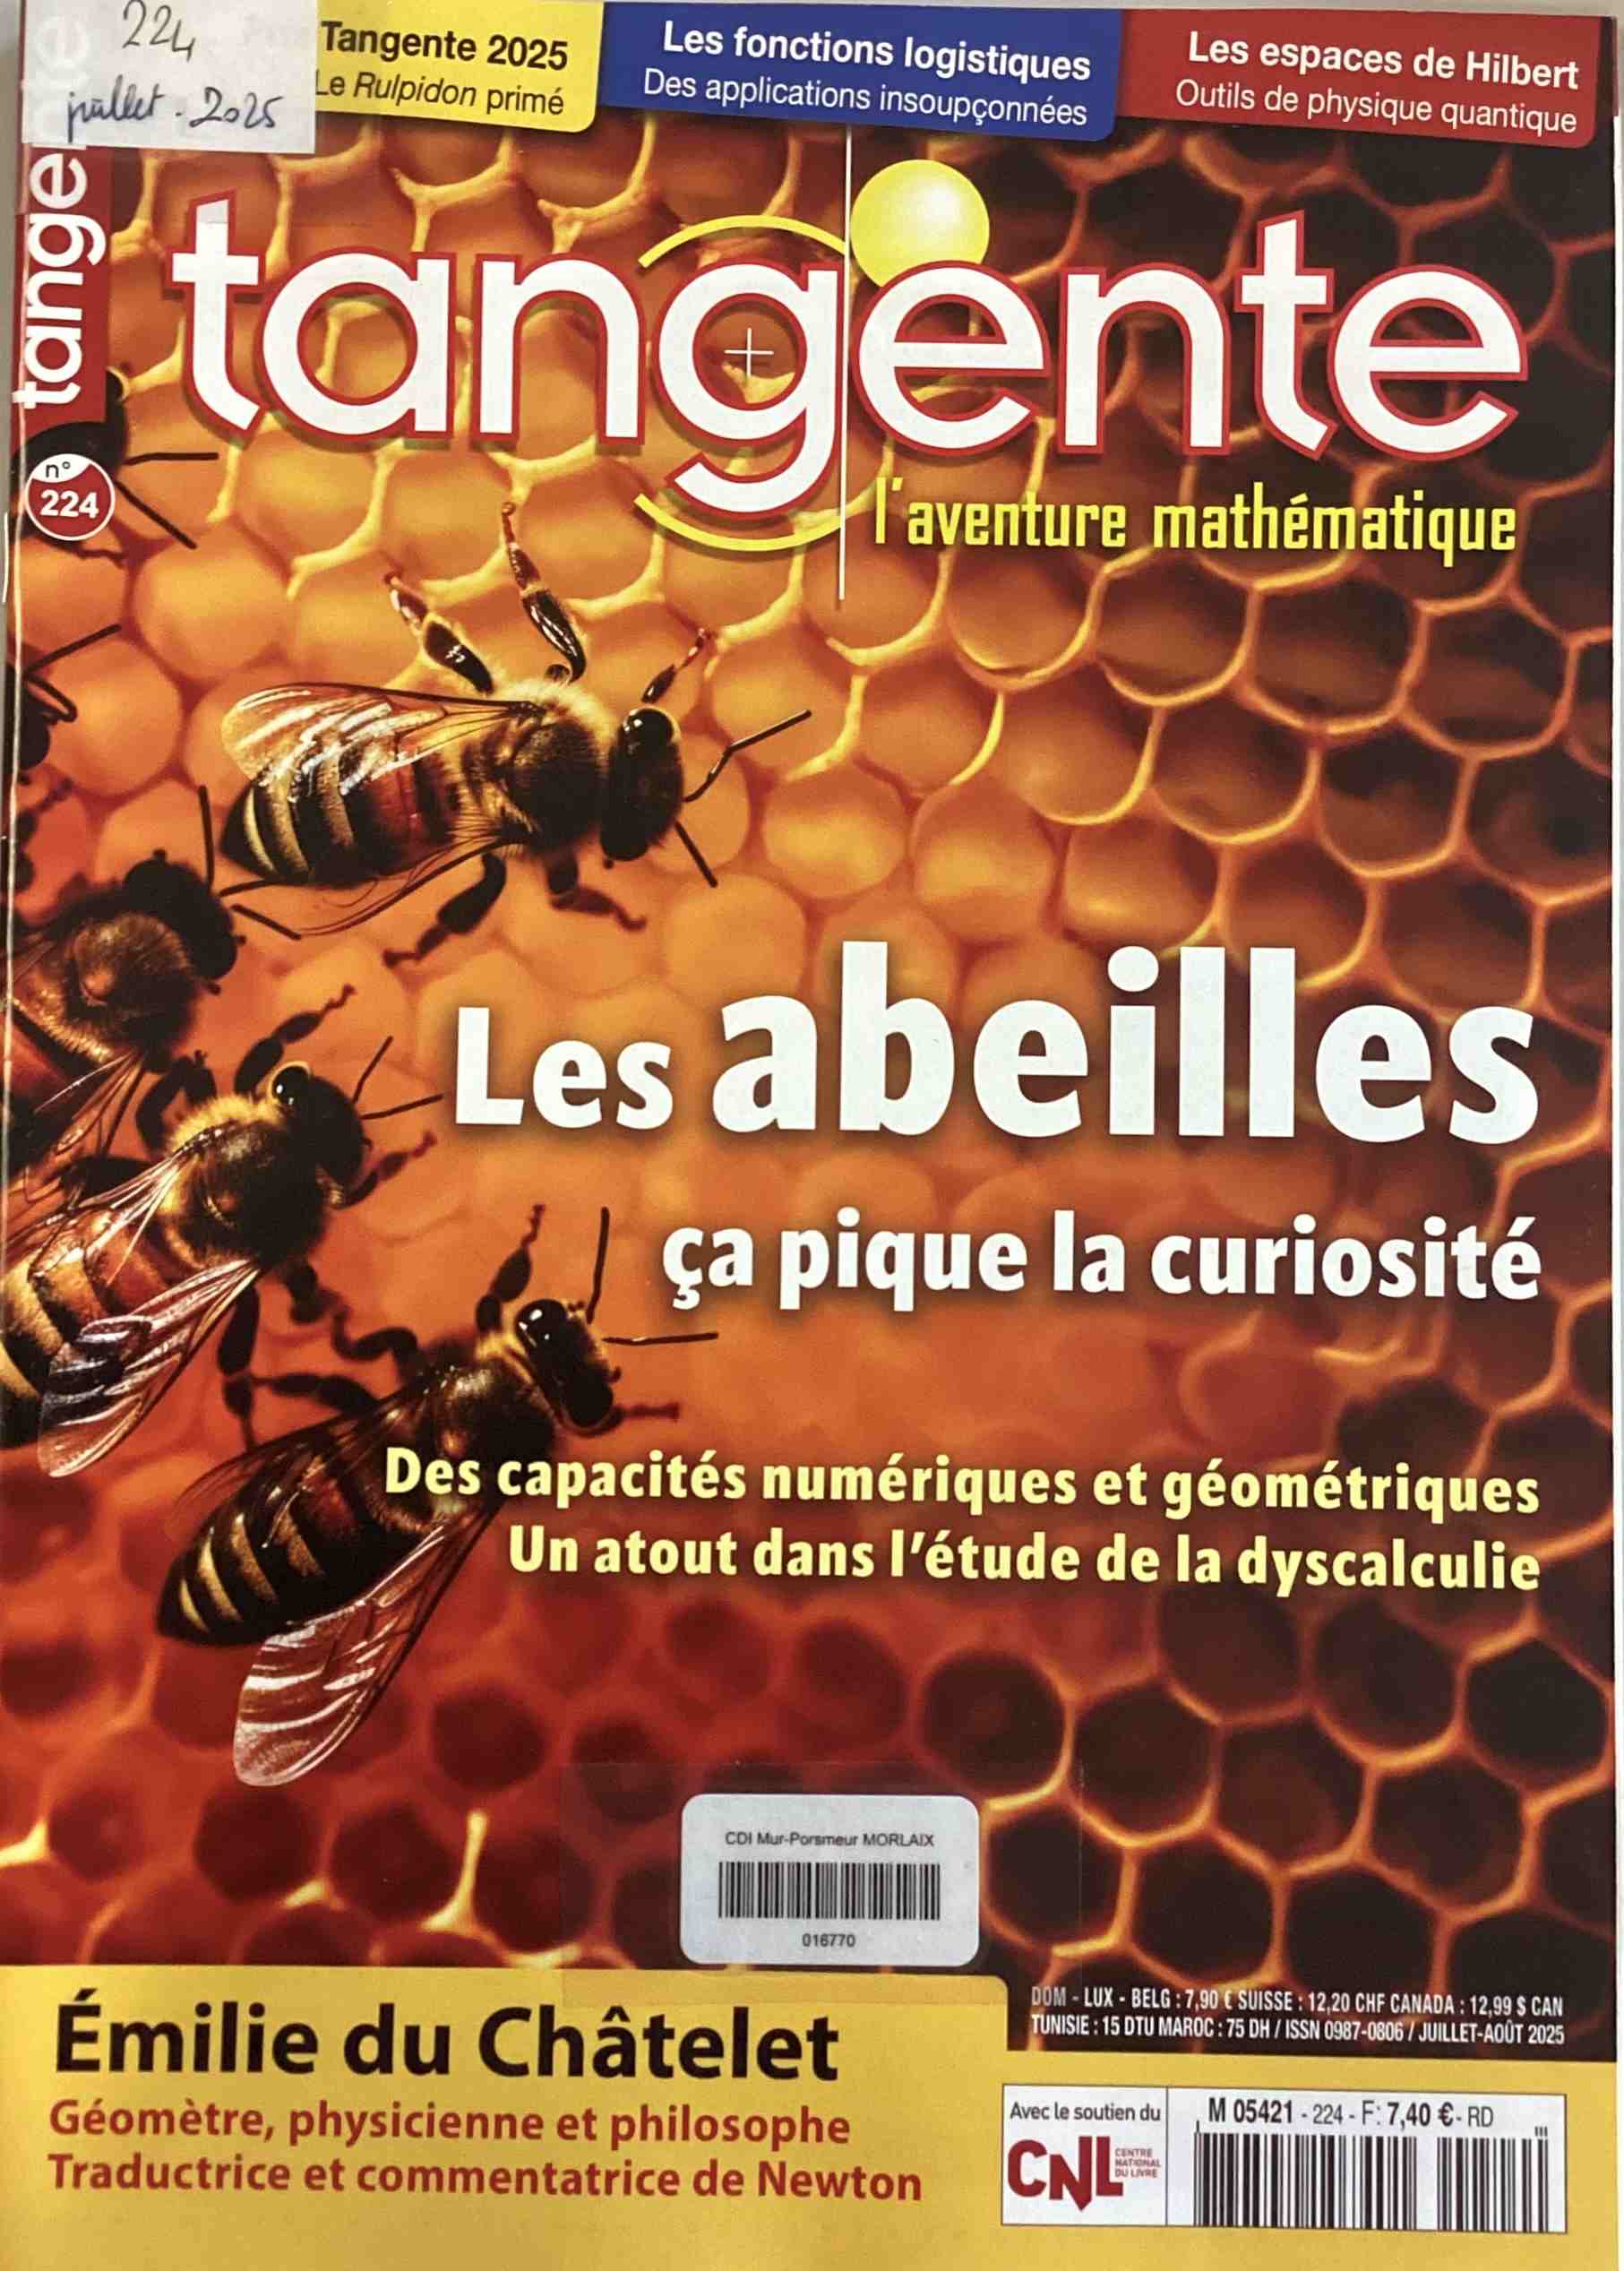 224
juillet. 2025
Tangente 2025
Le Rulpidon primé
Les fonctions logistiques
Des applications insoupçonnées
Les espaces de Hilbert
Outils de physique quantique
tangente
tangente
l'aventure mathématique
n°
224
Les abeilles
ça pique la curiosité
Des capacités numériques et géométriques
Un atout dans l'étude de la dyscalculie
CDI Mur-Porsmeur MORLAIX
016770
Émilie du Châtelet
Géomètre, physicienne et philosophe
Traductrice et commentatrice de Newton
DOM - LUX - BELG : 7,90 € SUISSE : 12,20 CHF CANADA : 12,99 $ CAN
TUNISIE : 15 DTU MAROC : 75 DH / ISSN 0987-0806 / JUILLET-AOÛT 2025
Avec le soutien du
CNL
CENTRE
NATIONAL
DU LIVRE
M 05421 - 224 - F: 7,40 € - RD